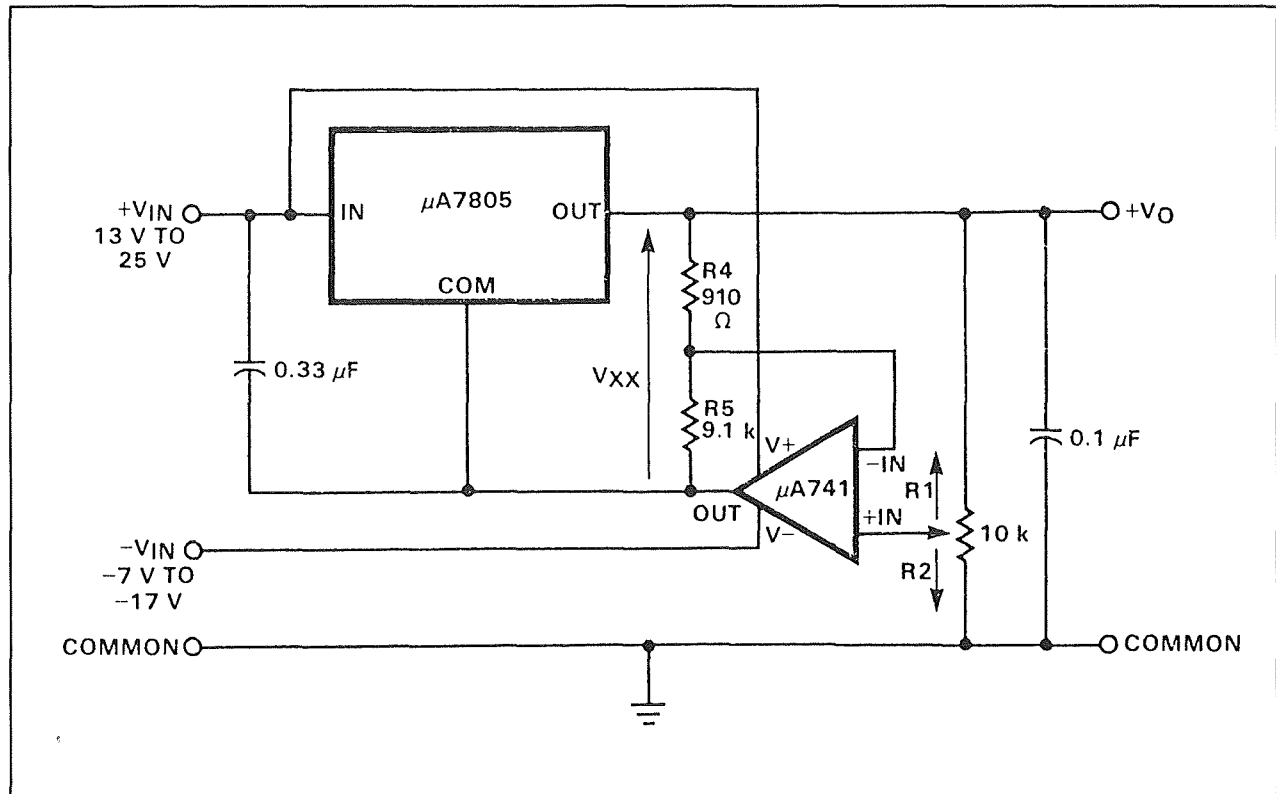 +VIN
13 V TO
25 V
IN
μA7805
OUT
COM
+VO
R4
910
Ω
0.33 μF
VXX
R5
9.1 k
V+
−IN
μA741
R1
0.1 μF
OUT
V−
+IN
10 k
R2
−VIN
−7 V TO
−17 V
COMMON
COMMON